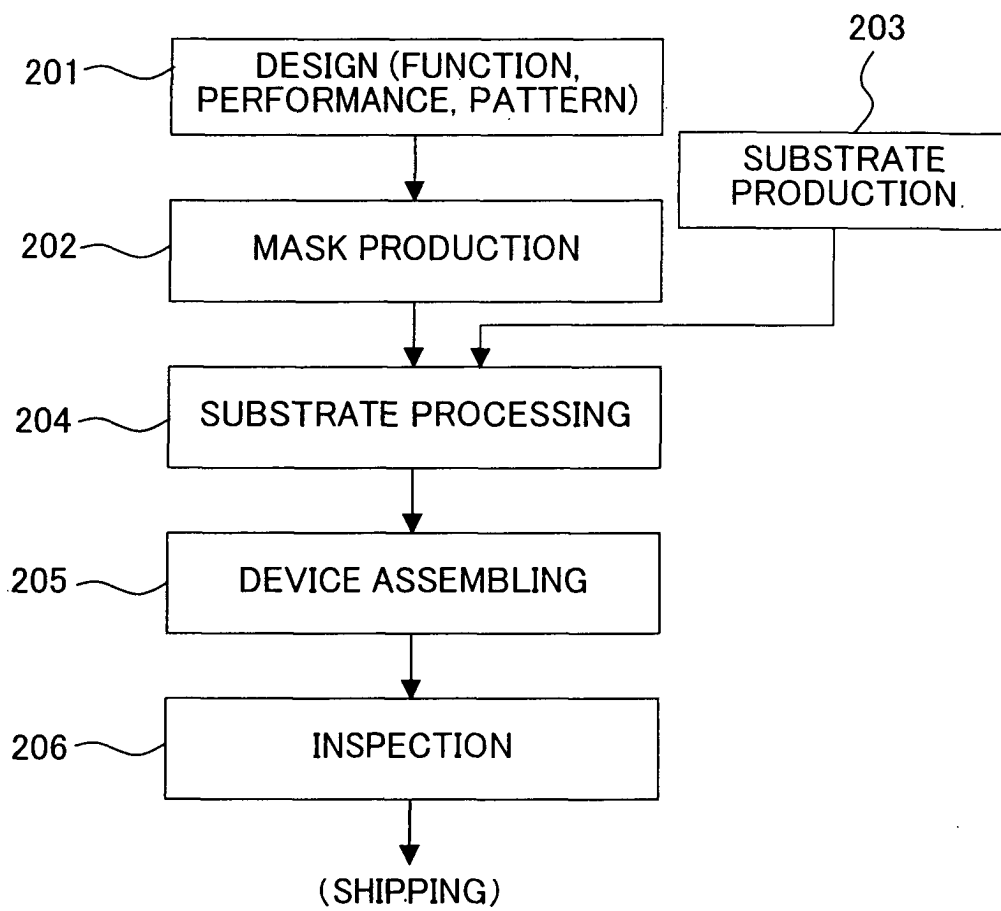 201
DESIGN (FUNCTION,
PERFORMANCE, PATTERN)
203
SUBSTRATE
PRODUCTION
202
MASK PRODUCTION
204
SUBSTRATE PROCESSING
205
DEVICE ASSEMBLING
206
INSPECTION
(SHIPPING)